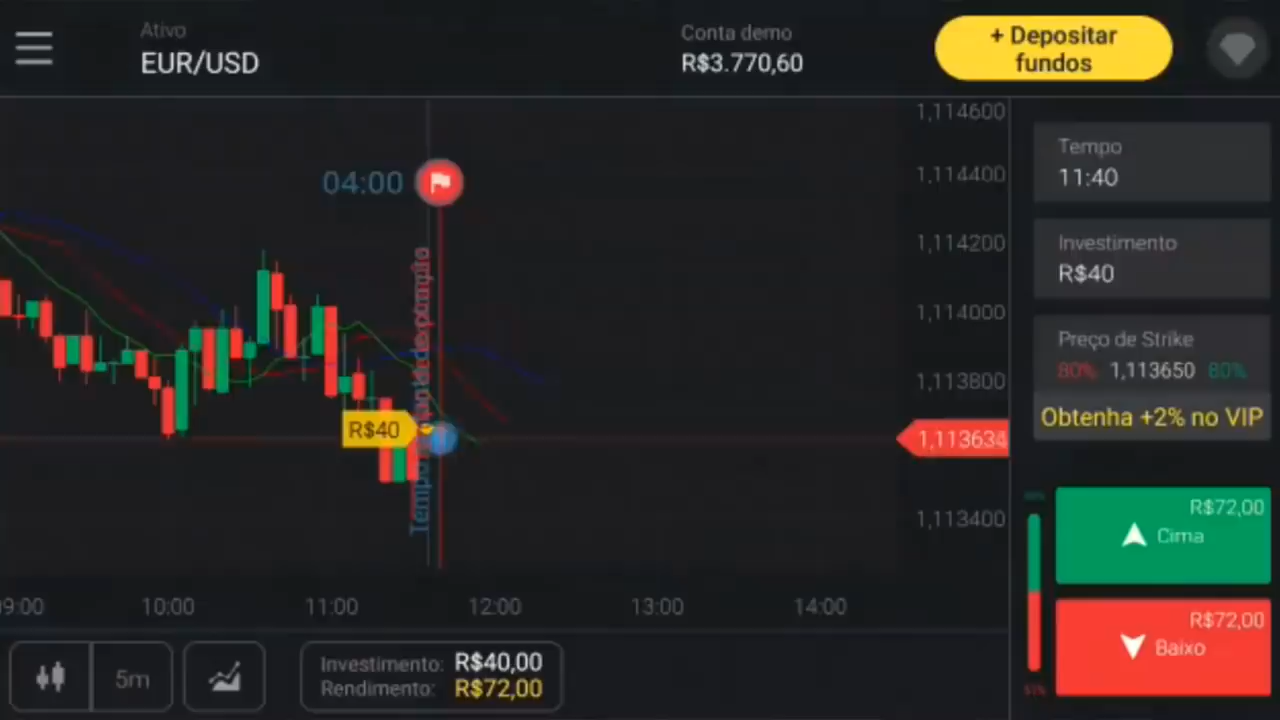 Ativo
EUR/USD
Conta demo
R$3.770,60
+ Depositar
fundos
1,114600
1,114400
1,114200
1,114000
1,113800
1,113634
1,113400
04:00
R$40
Tempo
11:40
Investimento
R$40
Preço de Strike
80% 1,113650 80%
Obtenha +2% no VIP
R$72,00
Cima
R$72,00
Baixo
09:00 10:00 11:00 12:00 13:00 14:00
5m
Investimento: R$40,00
Rendimento: R$72,00